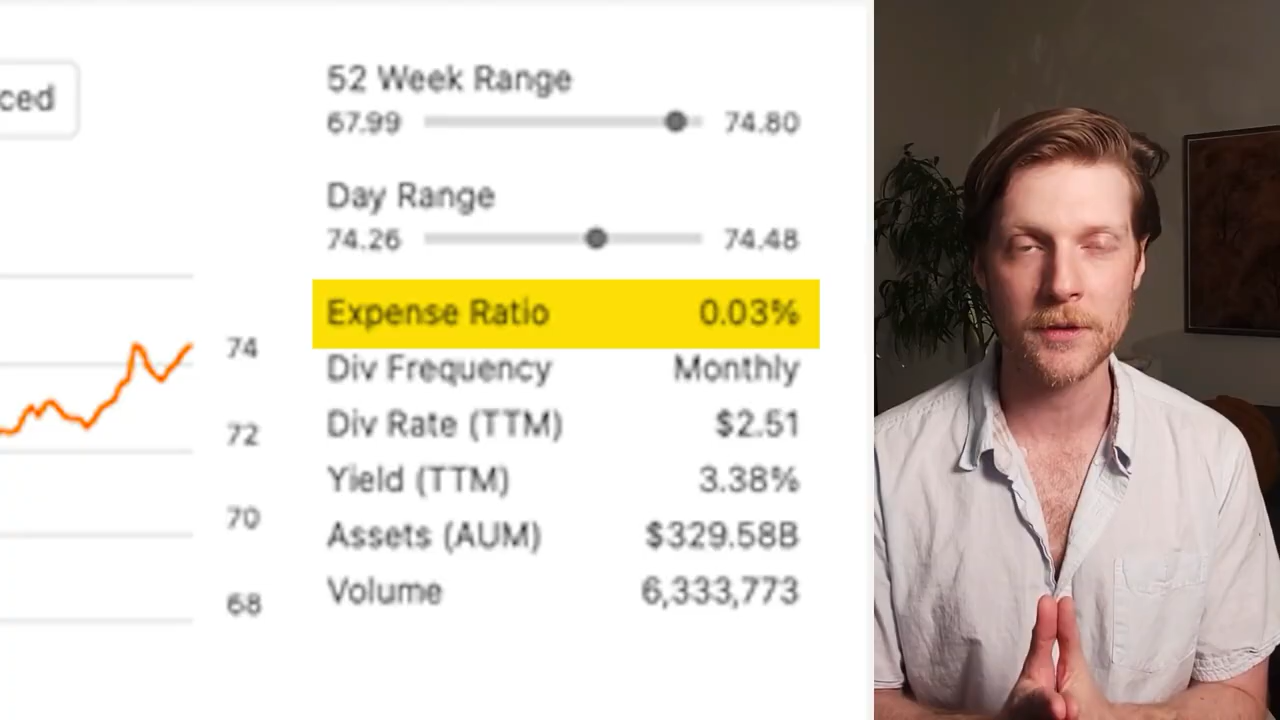 ced
52 Week Range
67.99 74.80
Day Range
74.26 74.48
Expense Ratio 0.03%
Div Frequency Monthly
Div Rate (TTM) $2.51
Yield (TTM) 3.38%
Assets (AUM) $329.58B
Volume 6,333,773
74
72
70
68